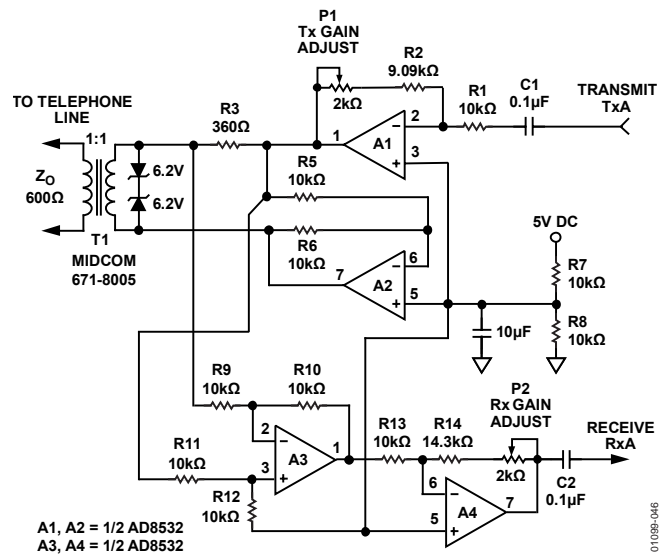 P1
Tx GAIN
ADJUST
2kΩ
R2
9.09kΩ
R1
10kΩ
C1
0.1µF
TRANSMIT
TxA
TO TELEPHONE
LINE
1:1
ZO
600Ω
T1
MIDCOM
671-8005
6.2V
6.2V
R3
360Ω
1
2
3
A1
R5
10kΩ
R6
10kΩ
6
5
7
A2
5V DC
R7
10kΩ
R8
10kΩ
10µF
R9
10kΩ
R10
10kΩ
R11
10kΩ
R12
10kΩ
2
3
1
A3
R13
10kΩ
R14
14.3kΩ
P2
Rx GAIN
ADJUST
2kΩ
6
5
7
A4
C2
0.1µF
RECEIVE
RxA
A1, A2 = 1/2 AD8532
A3, A4 = 1/2 AD8532
01099-046